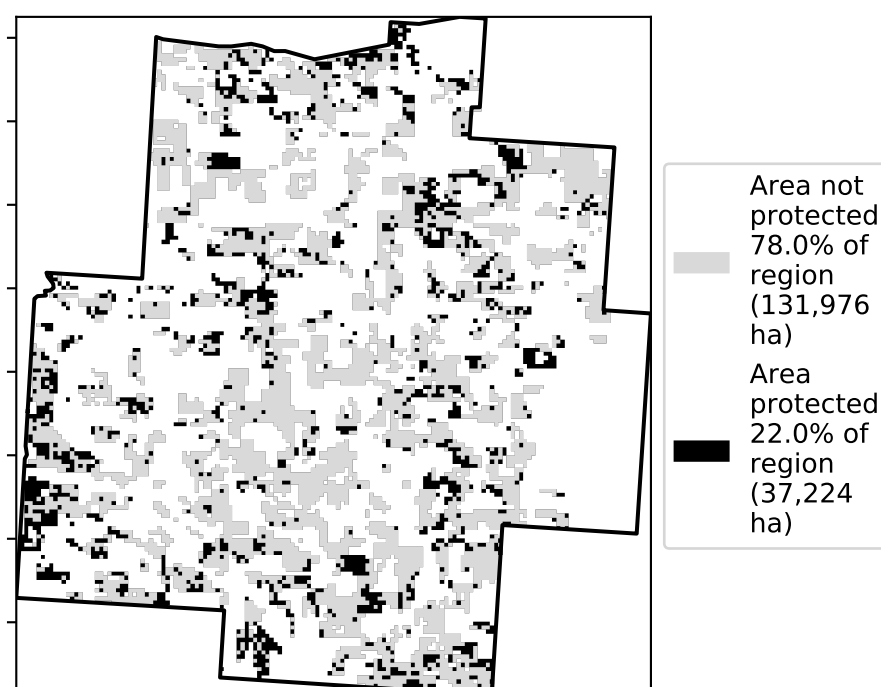 Area not
protected
78.0% of
region
(131,976
ha)
Area
protected
22.0% of
region
(37,224
ha)